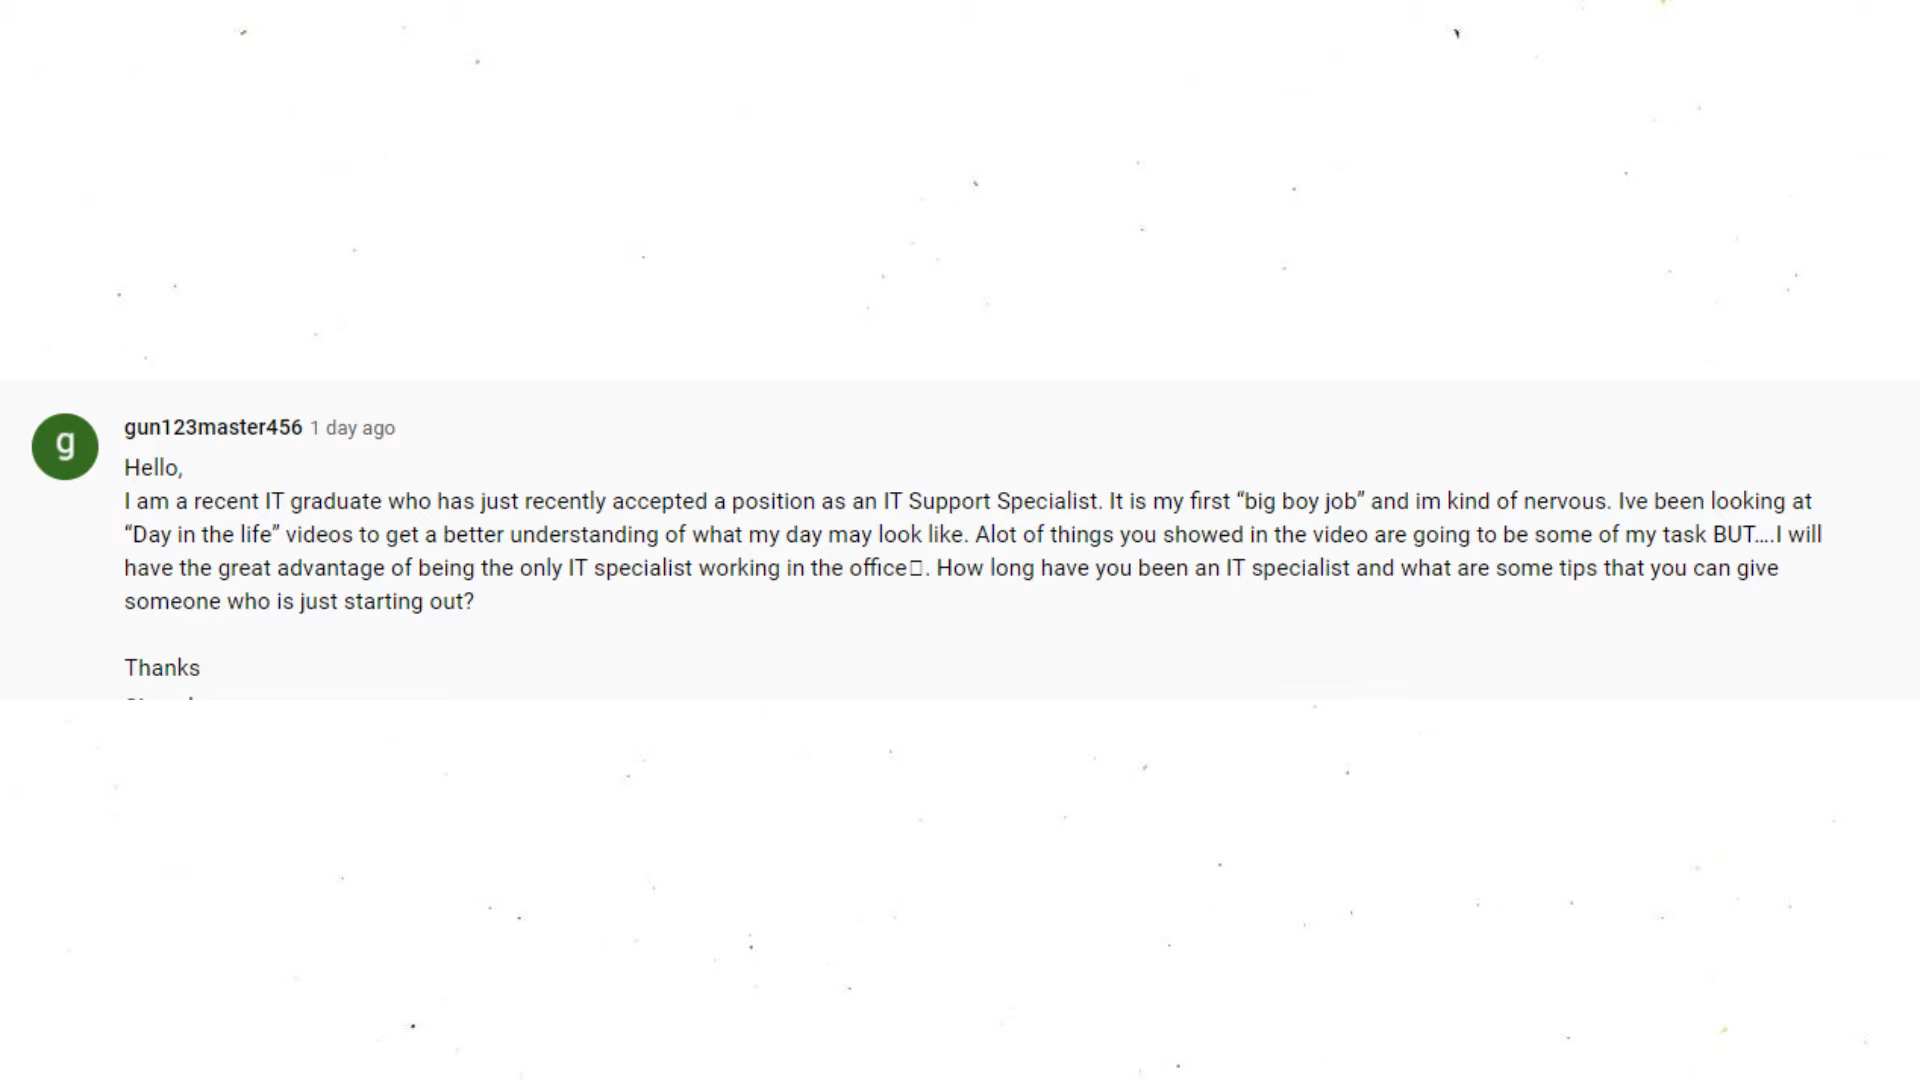 g
gun123master456 1 day ago
Hello,
I am a recent IT graduate who has just recently accepted a position as an IT Support Specialist. It is my first “big boy job” and im kind of nervous. Ive been looking at
“Day in the life” videos to get a better understanding of what my day may look like. Alot of things you showed in the video are going to be some of my task BUT....I will
have the great advantage of being the only IT specialist working in the office▯. How long have you been an IT specialist and what are some tips that you can give
someone who is just starting out?
Thanks